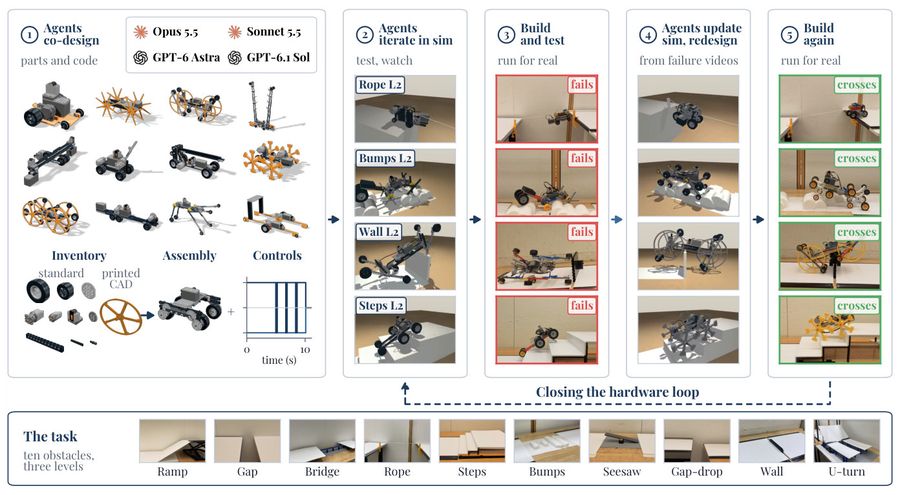 1 Agents
co-design
parts and code
Opus 5.5
Sonnet 5.5
GPT-6 Astra
GPT-6.1 Sol
Inventory
Assembly
Controls
standard
printed
CAD
+
0
10
time (s)
2 Agents
iterate in sim
test, watch
Rope L2
Bumps L2
Wall L2
Steps L2
3 Build
and test
run for real
fails
fails
fails
fails
4 Agents update
sim, redesign
from failure videos
5 Build
again
run for real
crosses
crosses
crosses
crosses
Closing the hardware loop
The task
ten obstacles,
three levels
Ramp
Gap
Bridge
Rope
Steps
Bumps
Seesaw
Gap-drop
Wall
U-turn